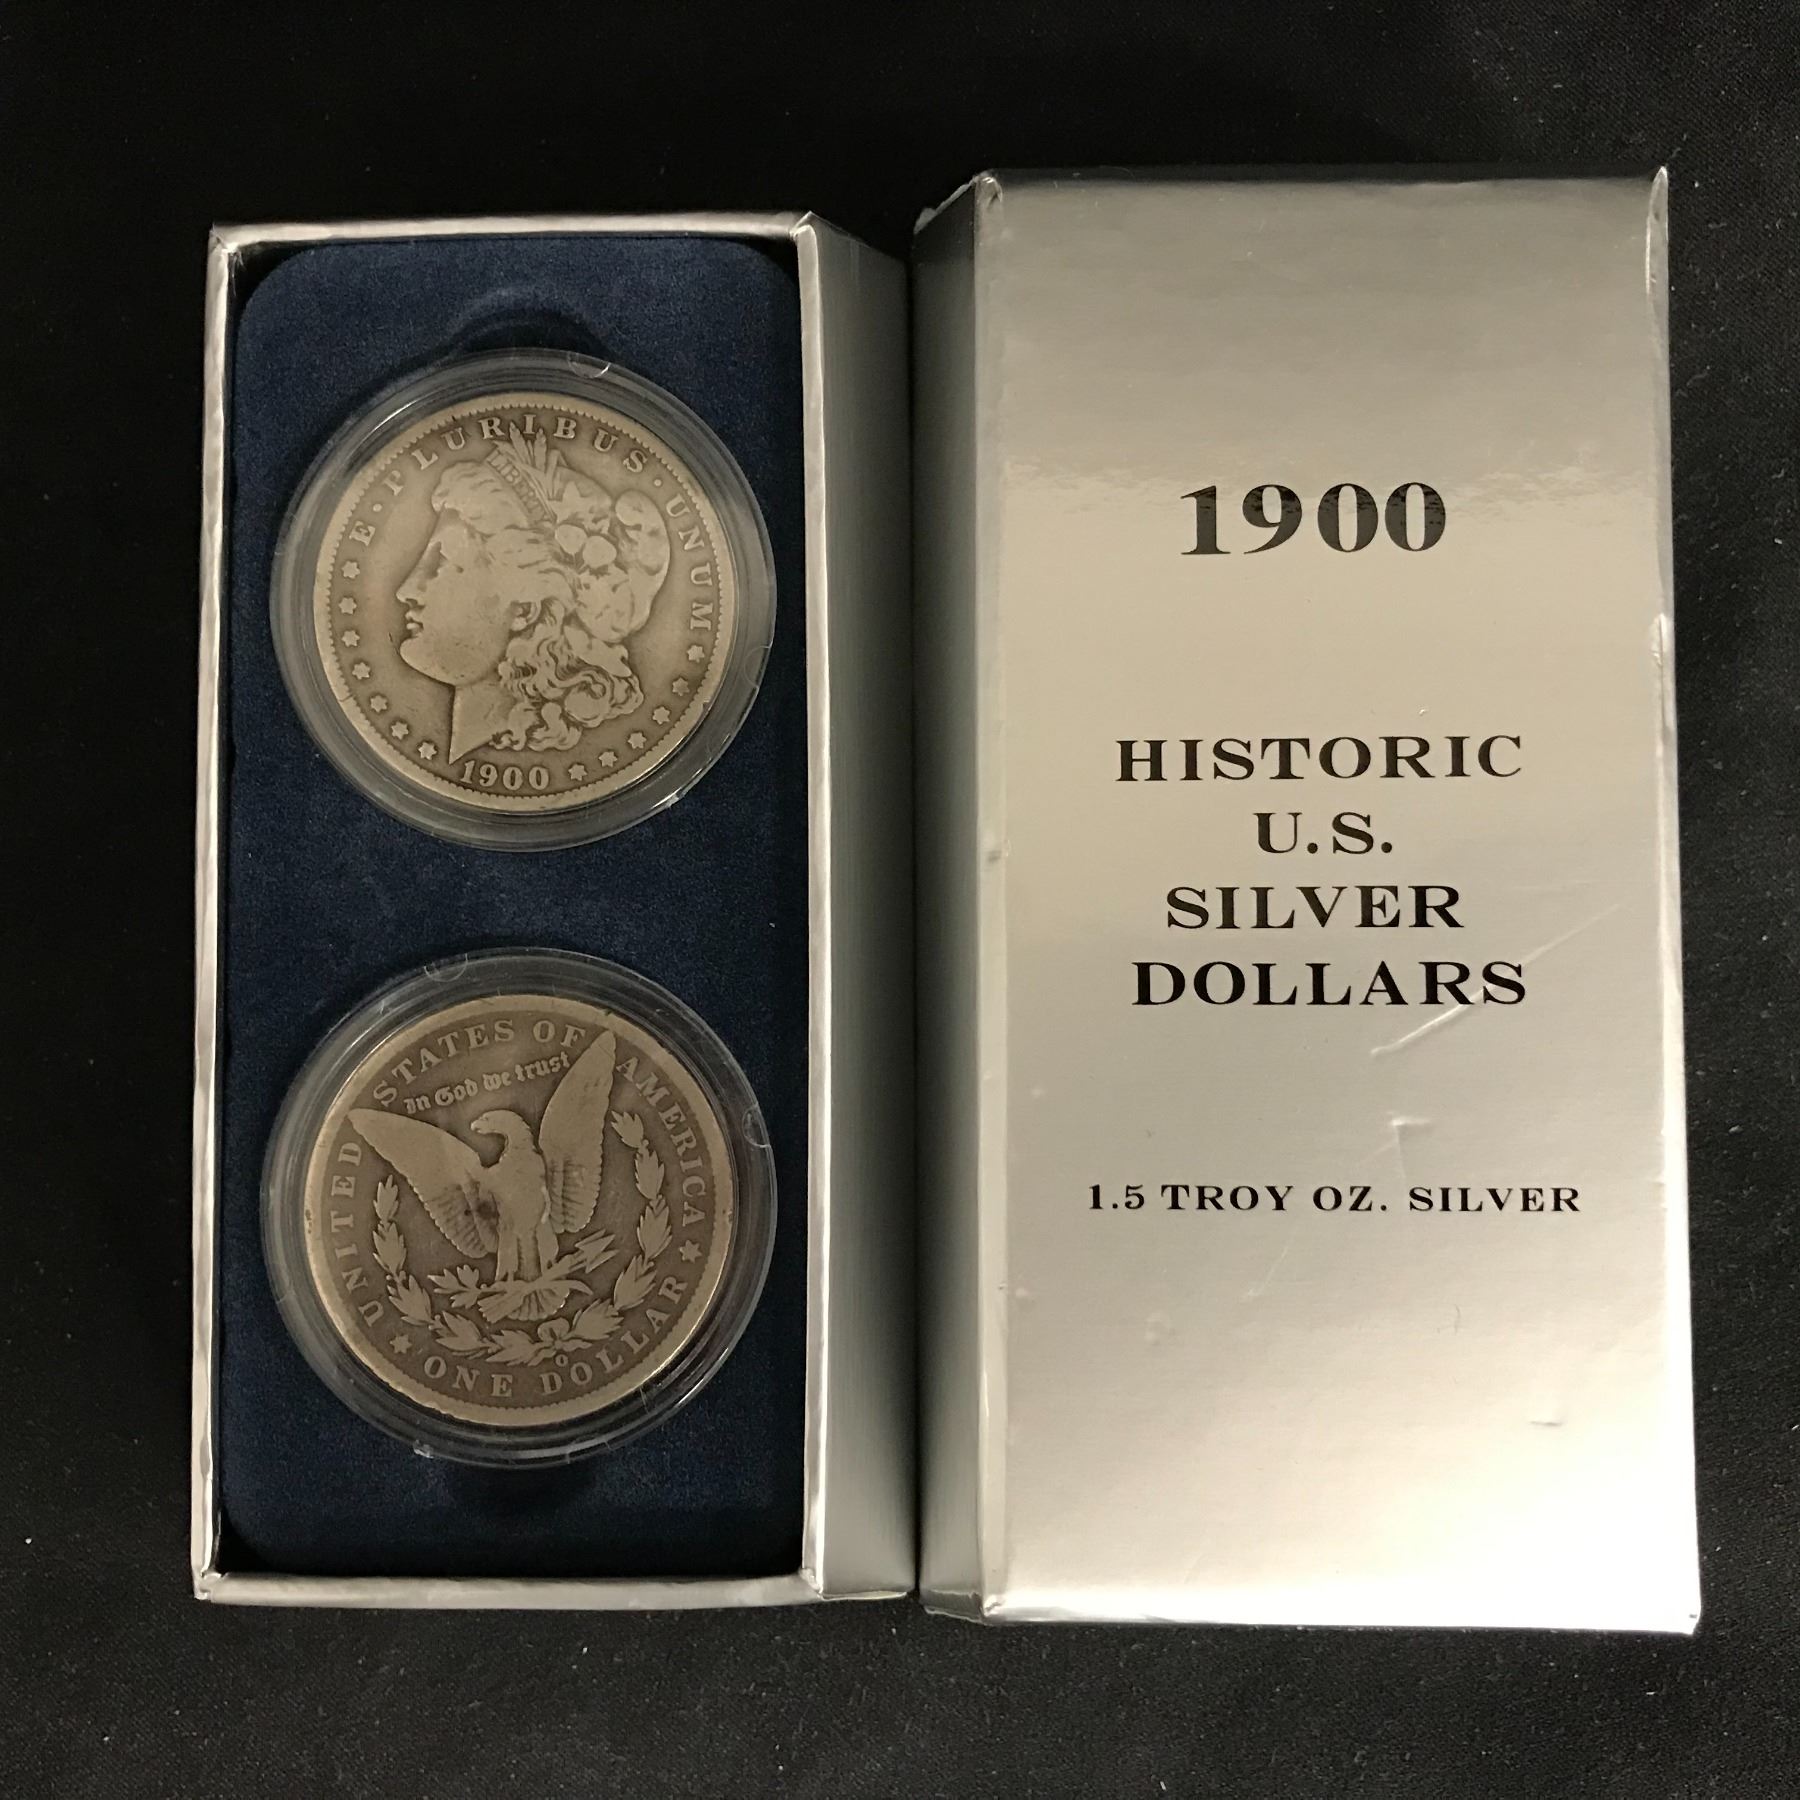 E · PLURIBUS · UNUM
LIBERTY
1900
UNITED STATES OF AMERICA
In God we trust
O
ONE DOLLAR
1900
HISTORIC
U.S.
SILVER
DOLLARS
1.5 TROY OZ. SILVER